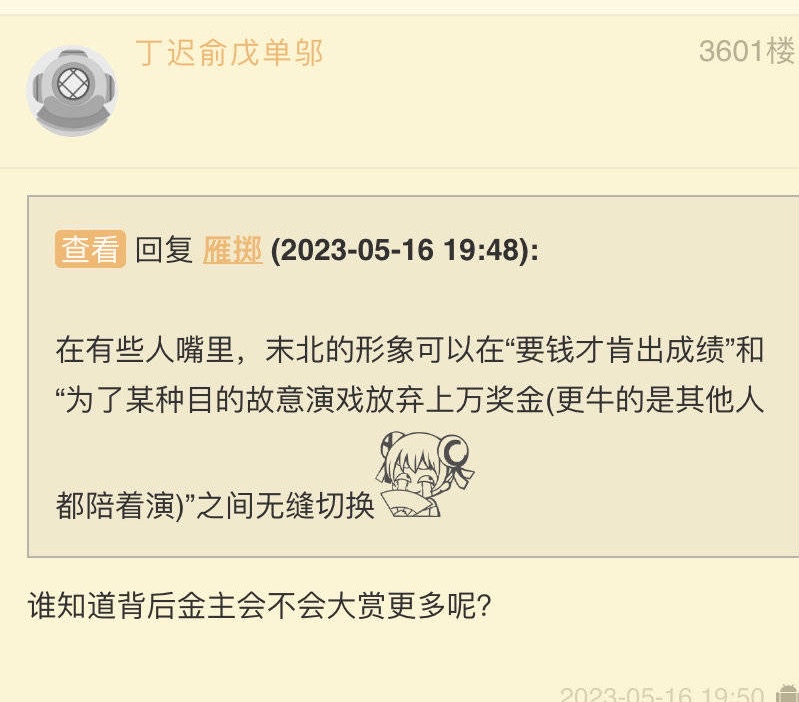 丁迟俞戊单邬
3601楼
查看 回复 雁掷 (2023-05-16 19:48):
在有些人嘴里，末北的形象可以在“要钱才肯出成绩”和
“为了某种目的故意演戏放弃上万奖金(更牛的是其他人
都陪着演)”之间无缝切换
谁知道背后金主会不会大赏更多呢?
2023-05-16 19:50